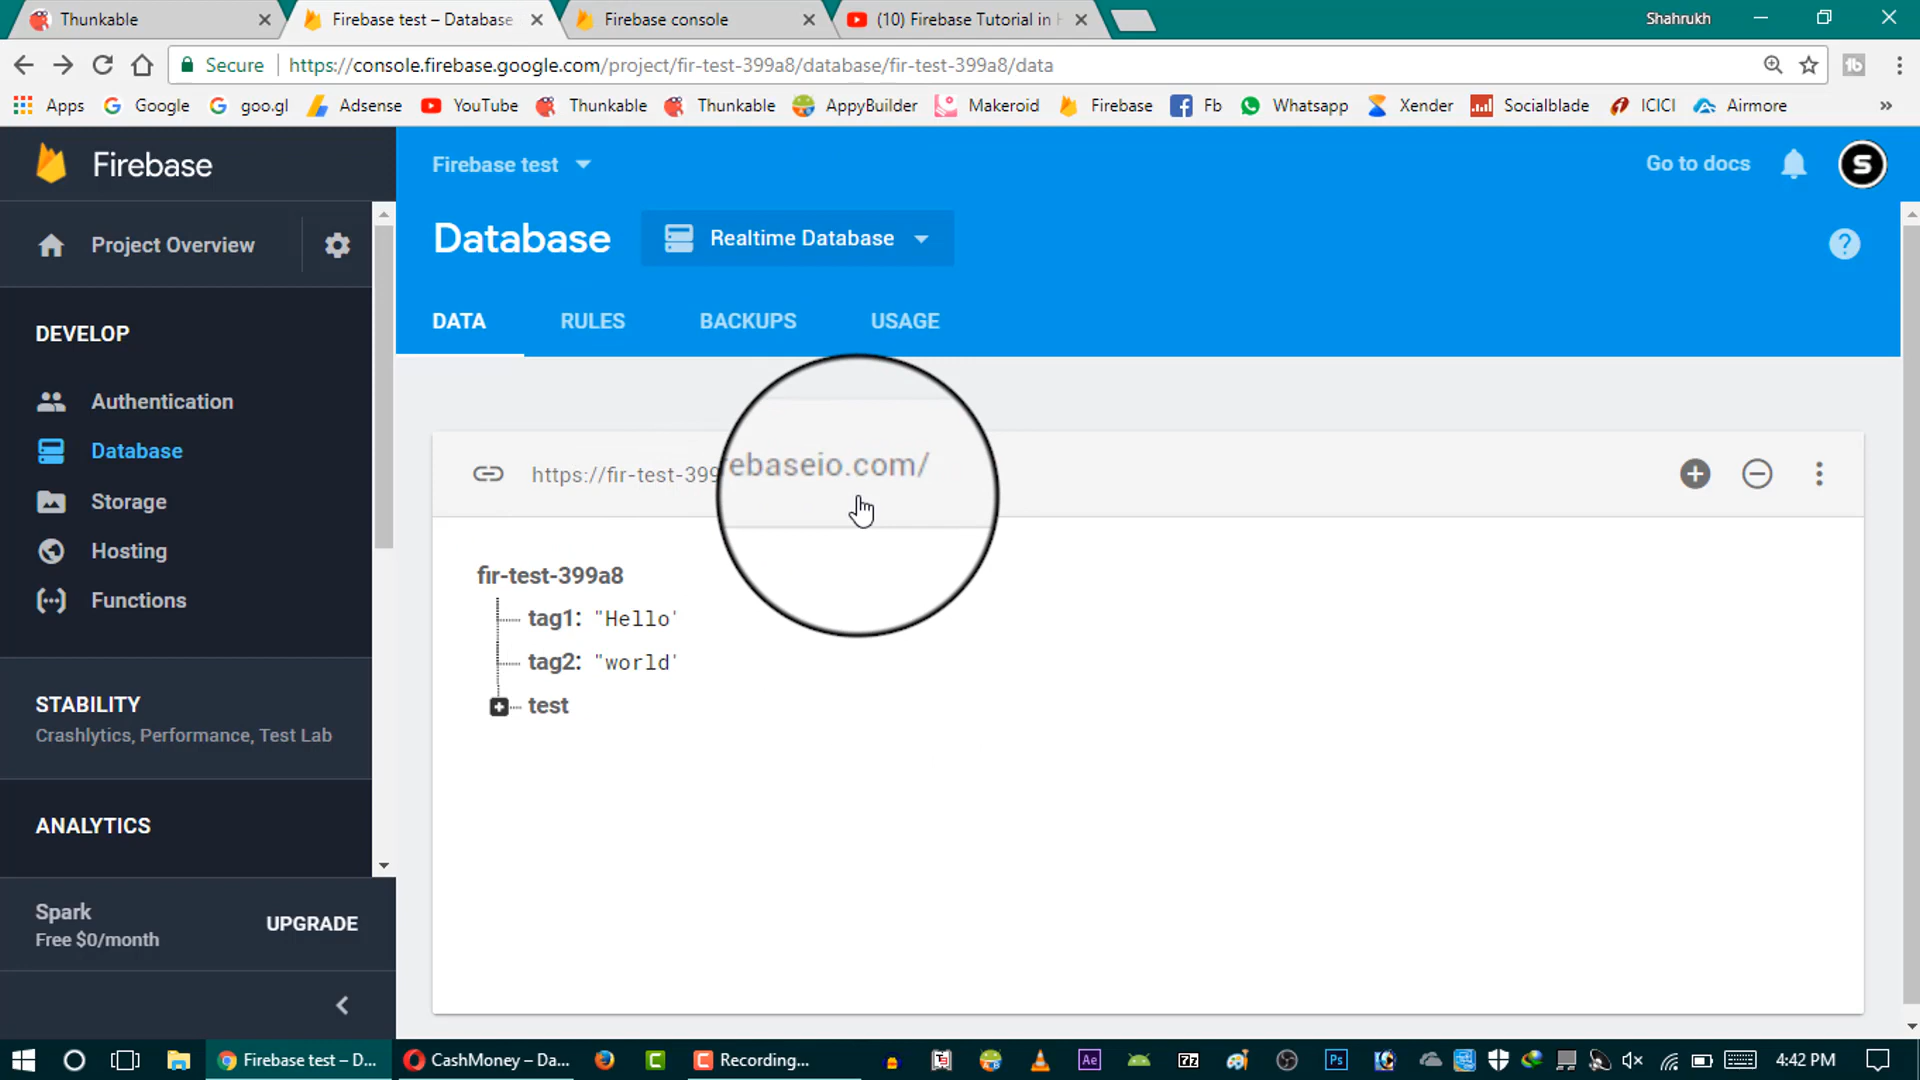 Thunkable
Firebase test – Database
Firebase console
(10) Firebase Tutorial in
Shahrukh
Secure
https://console.firebase.google.com/project/fir-test-399a8/database/fir-test-399a8/data
Apps Google goo.gl Adsense YouTube Thunkable Thunkable AppyBuilder Makeroid Firebase Fb Whatsapp Xender Socialblade ICICI Airmore »
Firebase
Firebase test
Go to docs
S
Project Overview
Database
Realtime Database
?
DEVELOP
DATA RULES BACKUPS USAGE
Authentication
Database
https://fir-test-399
ebaseio.com/
Storage
Hosting
Functions
fir-test-399a8
tag1: "Hello'
tag2: "world'
test
STABILITY
Crashlytics, Performance, Test Lab
ANALYTICS
Spark
Free $0/month
UPGRADE
Firebase test – D...
CashMoney – Da...
Recording...
Ae
7z
Ps
4:42 PM